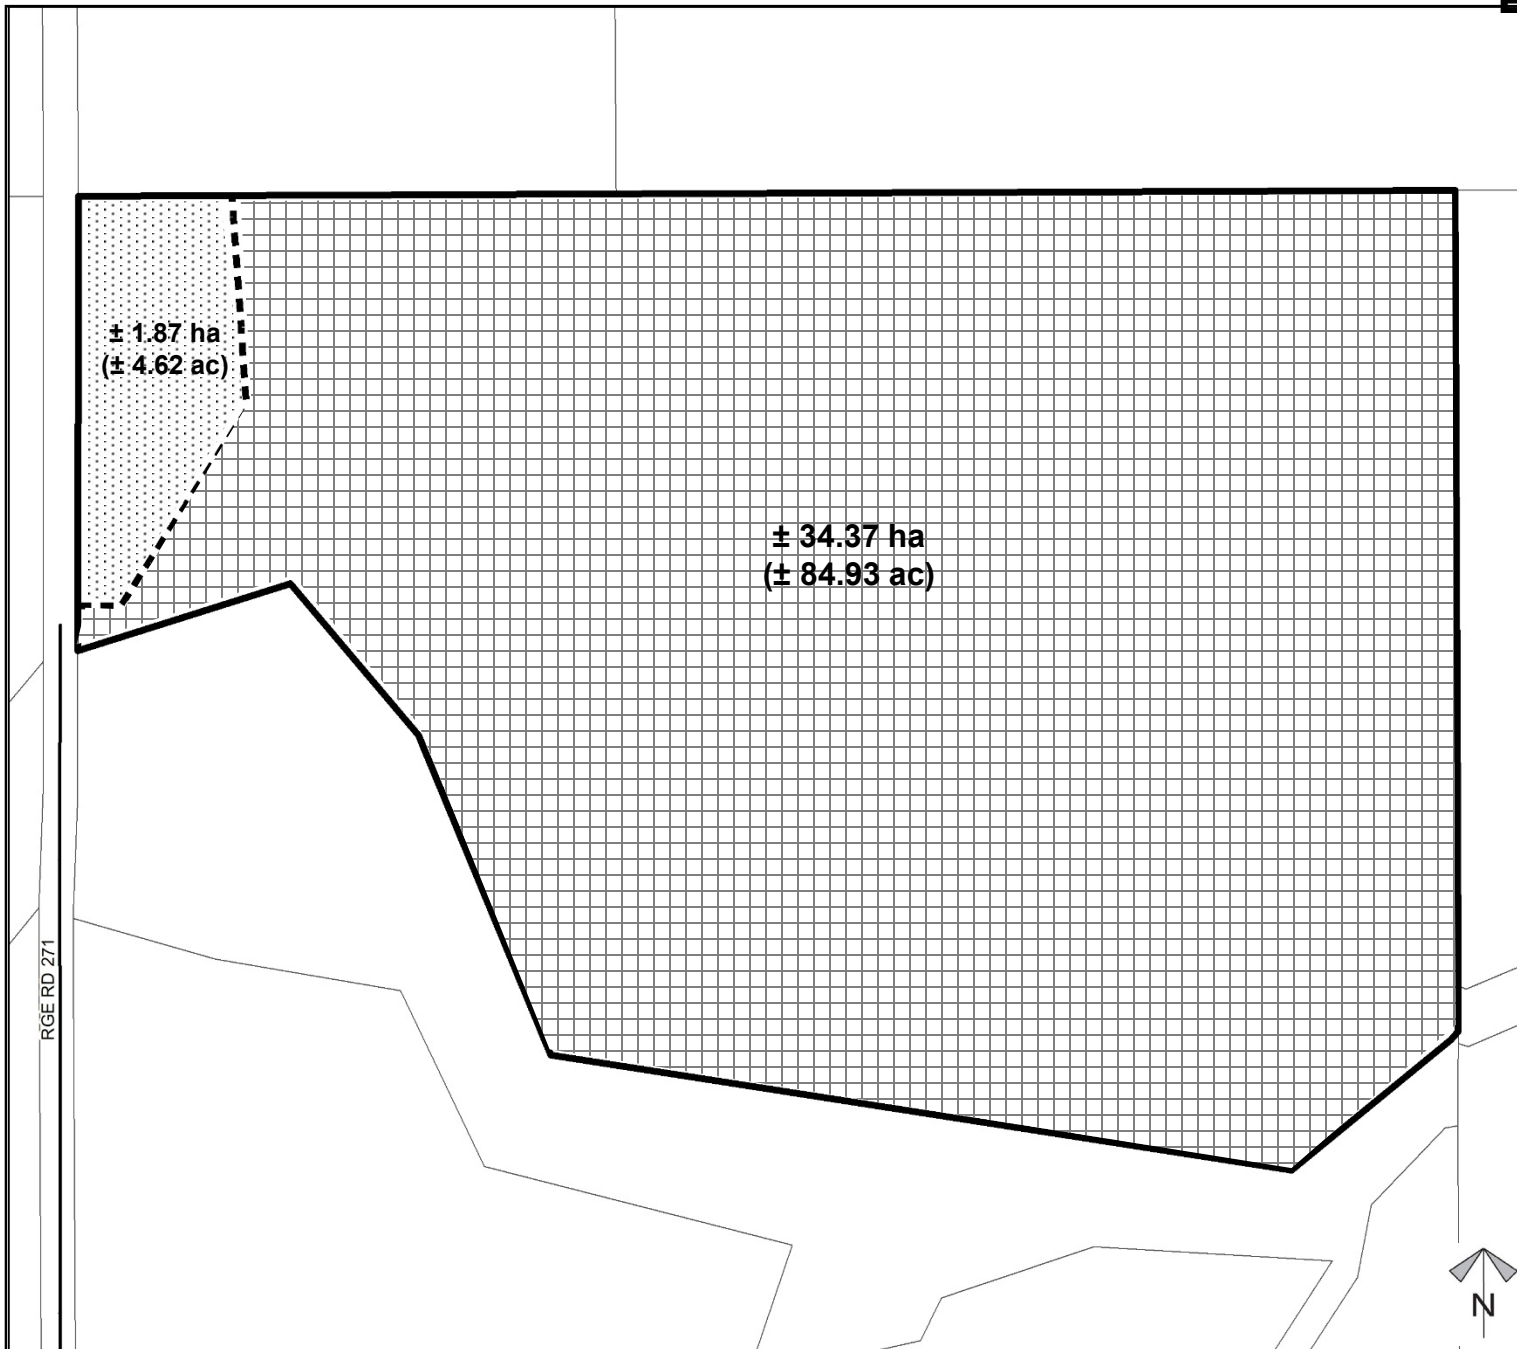 ± 1.87 ha
(± 4.62 ac)
± 34.37 ha
(± 84.93 ac)
RGE RD 271
N